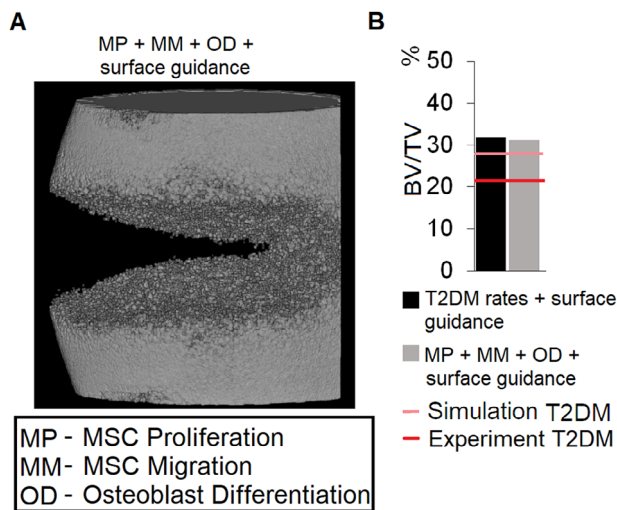 A
MP + MM + OD +
surface guidance
MP - MSC Proliferation
MM- MSC Migration
OD - Osteoblast Differentiation
B
%
50
40
30
20
10
0
BV/TV
T2DM rates + surface
guidance
MP + MM + OD +
surface guidance
Simulation T2DM
Experiment T2DM